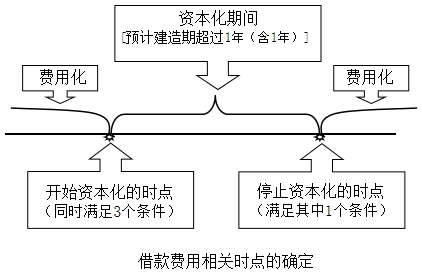 资本化期间
[预计建造期超过1年（含1年）]
费用化
费用化
开始资本化的时点
（同时满足3个条件）
停止资本化的时点
（满足其中1个条件）
借款费用相关时点的确定